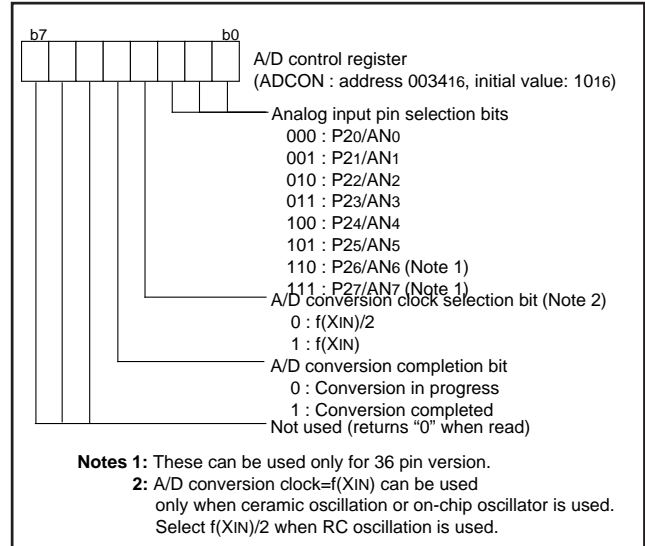 b7 b0
A/D control register
(ADCON : address 003416, initial value: 1016)
Analog input pin selection bits
000 : P20/AN0
001 : P21/AN1
010 : P22/AN2
011 : P23/AN3
100 : P24/AN4
101 : P25/AN5
110 : P26/AN6 (Note 1)
111 : P27/AN7 (Note 1)
A/D conversion clock selection bit (Note 2)
0 : f(XIN)/2
1 : f(XIN)
A/D conversion completion bit
0 : Conversion in progress
1 : Conversion completed
Not used (returns “0” when read)
Notes 1: These can be used only for 36 pin version.
2: A/D conversion clock=f(XIN) can be used
only when ceramic oscillation or on-chip oscillator is used.
Select f(XIN)/2 when RC oscillation is used.